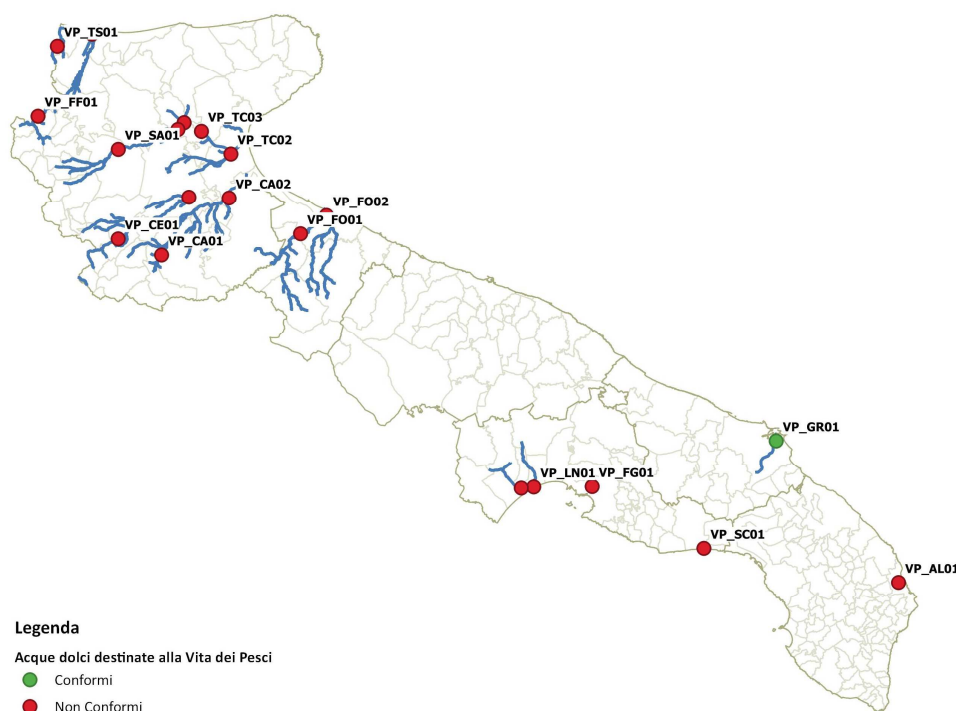 VP_TS01
VP_FF01
VP_TC03
VP_SA01
VP_TC02
VP_CA02
VP_FO02
VP_CE01
VP_FO01
VP_CA01
VP_GR01
VP_LN01
VP_FG01
VP_SC01
VP_AL01
Legenda
Acque dolci destinate alla Vita dei Pesci
Conformi
Non Conformi